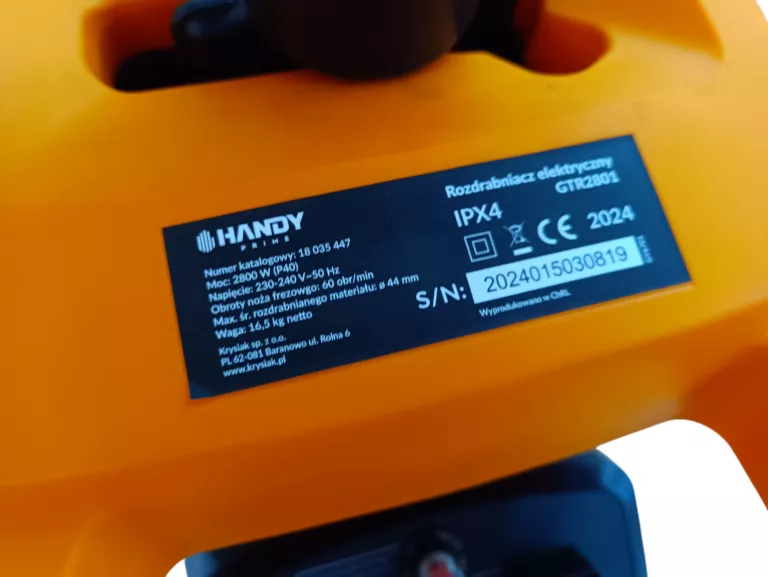 HANDY
PRIME
Numer katalogowy: 18 035 447
Moc: 2800 W (P40)
Napięcie: 230-240 V~50 Hz
Obroty noża frezowgo: 60 obr/min
Max. śr. rozdrabnianego materiału: ø 44 mm
Waga: 16,5 kg netto
Krysiak sp. z o.o.
PL 62-081 Baranowo ul. Rolna 6
www.krysiak.pl
Rozdrabniacz elektryczny
GTR2801
IPX4
CE 2024
S/N: 2024015030819
Wyprodukowano w ChRL